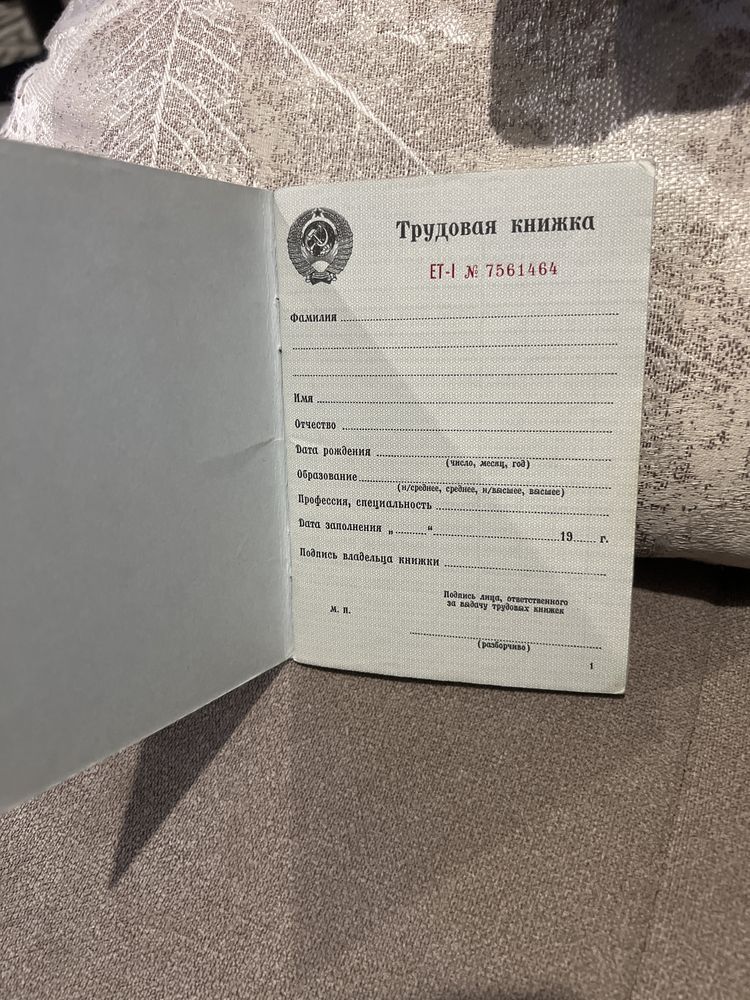 Трудовая книжка
ЕТ-I № 7561464
Фамилия
Имя
Отчество
Дата рождения
(число, месяц, год)
Образование
(н/среднее, среднее, н/высшее, высшее)
Профессия, специальность
Дата заполнения „ “ 19 г.
Подпись владельца книжки
Подпись лица, ответственного
за выдачу трудовых книжек
М. П.
(разборчиво)
1